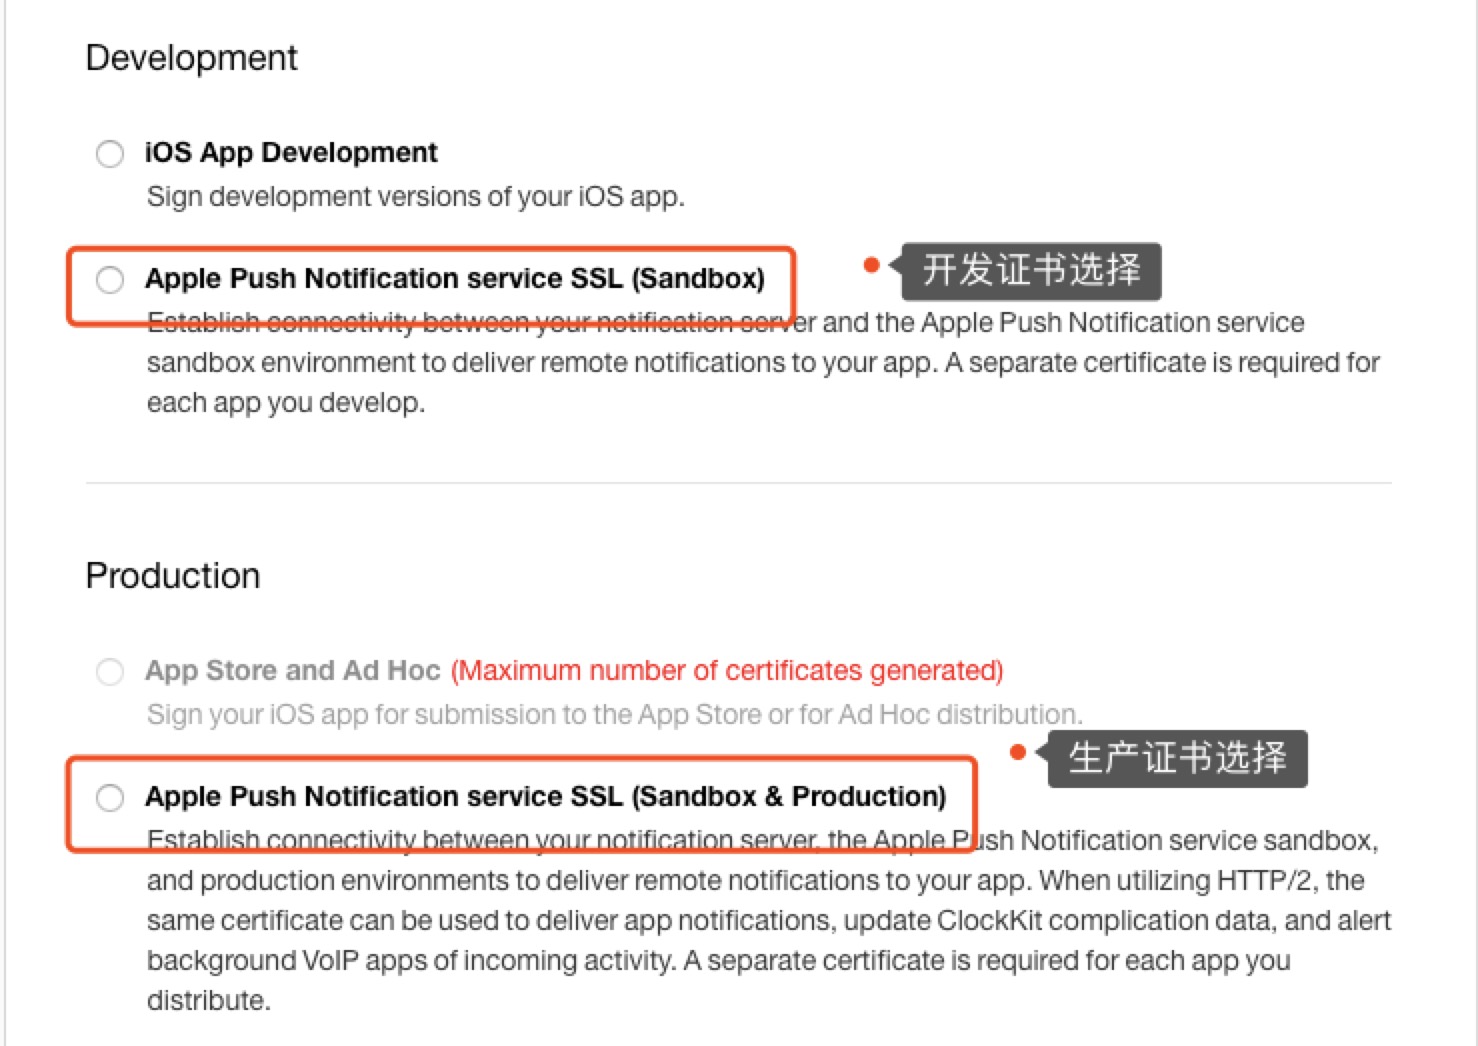 Development
iOS App Development
Sign development versions of your iOS app.
Apple Push Notification service SSL (Sandbox)
开发证书选择
Establish connectivity between your notification server and the Apple Push Notification service
sandbox environment to deliver remote notifications to your app. A separate certificate is required for
each app you develop.
Production
App Store and Ad Hoc (Maximum number of certificates generated)
Sign your iOS app for submission to the App Store or for Ad Hoc distribution.
生产证书选择
Apple Push Notification service SSL (Sandbox & Production)
Establish connectivity between your notification server, the Apple Push Notification service sandbox,
and production environments to deliver remote notifications to your app. When utilizing HTTP/2, the
same certificate can be used to deliver app notifications, update ClockKit complication data, and alert
background VoIP apps of incoming activity. A separate certificate is required for each app you
distribute.